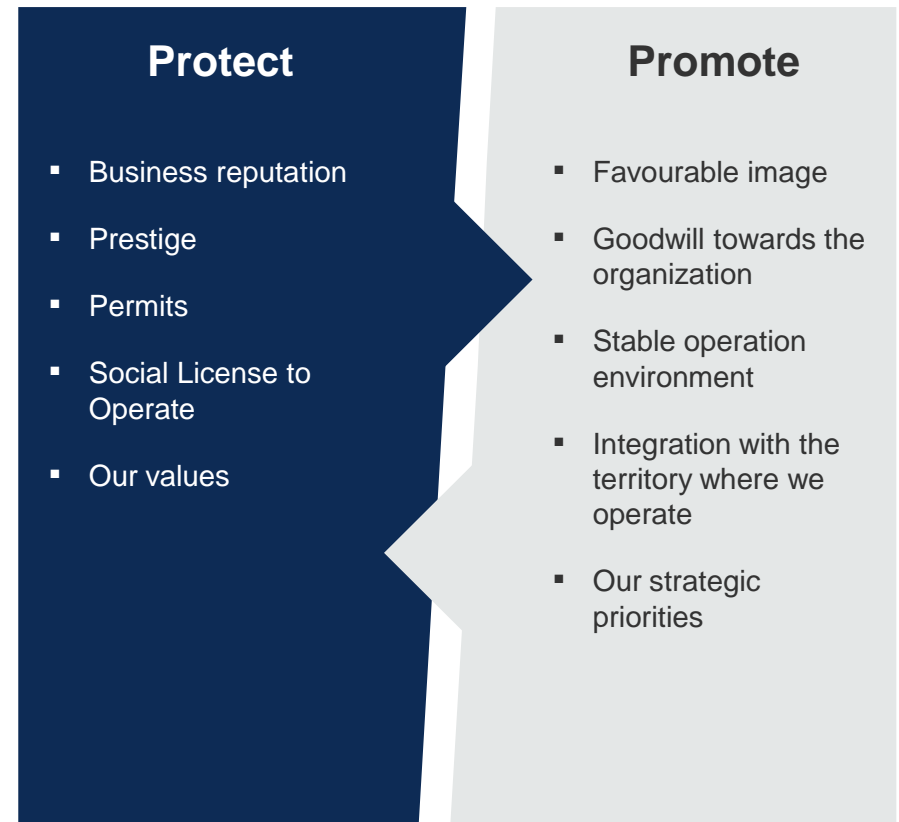 Protect
▪ Business reputation
▪ Prestige
▪ Permits
▪ Social License to
Operate
▪ Our values
Promote
▪ Favourable image
▪ Goodwill towards the
organization
▪ Stable operation
environment
▪ Integration with the
territory where we
operate
▪ Our strategic
priorities